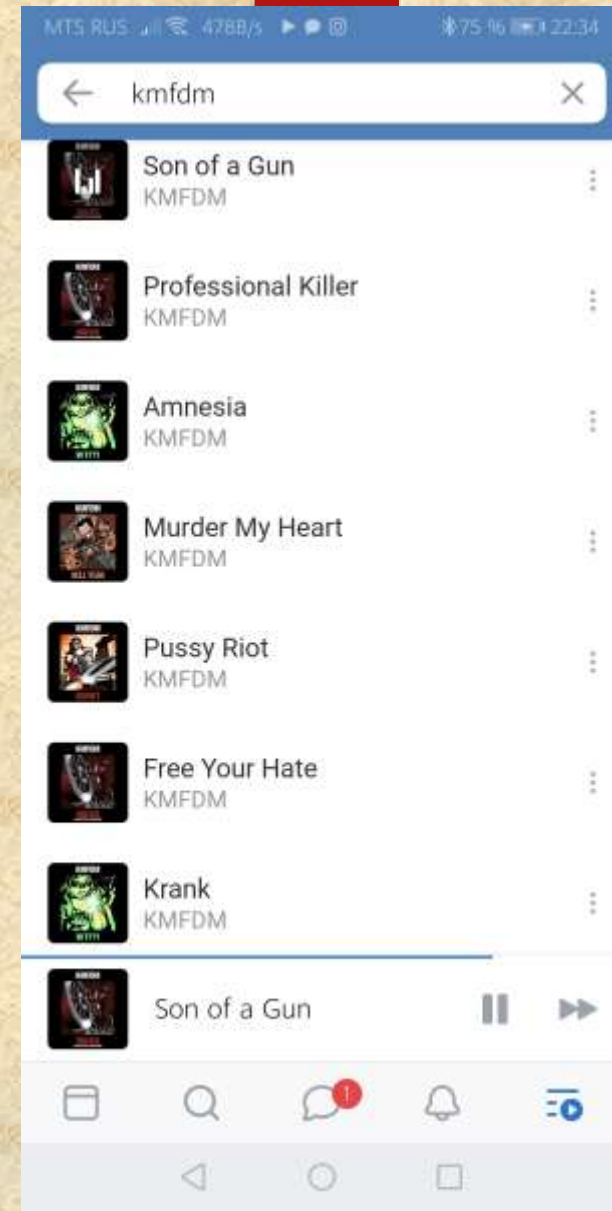 MTS RUS 478B/s 75 % 22:34
kmfdm
Son of a Gun
KMFDM
Professional Killer
KMFDM
Amnesia
KMFDM
Murder My Heart
KMFDM
Pussy Riot
KMFDM
Free Your Hate
KMFDM
Krank
KMFDM
Son of a Gun
1